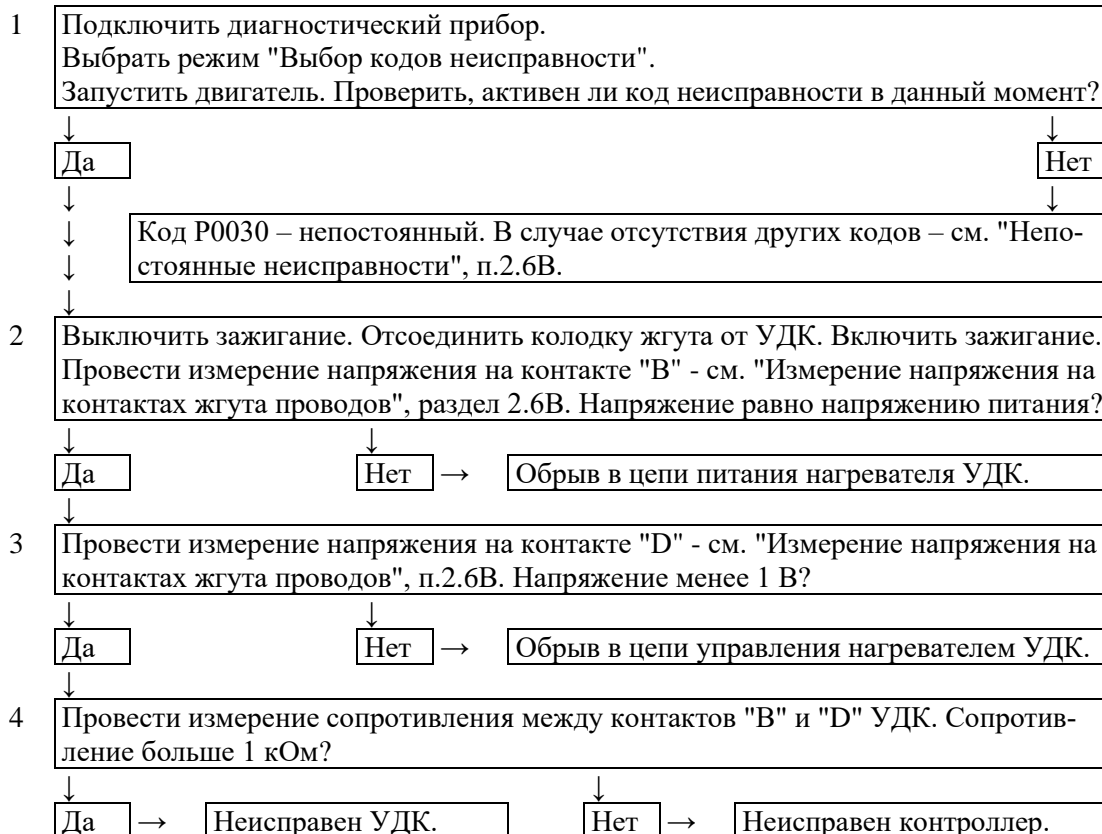 1 Подключить диагностический прибор.
Выбрать режим "Выбор кодов неисправности".
Запустить двигатель. Проверить, активен ли код неисправности в данный момент?
↓ ↓
Да Нет
↓ ↓
↓ Код Р0030 – непостоянный. В случае отсутствия других кодов – см. "Непо-
↓ стоянные неисправности", п.2.6В.
↓
2 Выключить зажигание. Отсоединить колодку жгута от УДК. Включить зажигание.
Провести измерение напряжения на контакте "В" - см. "Измерение напряжения на
контактах жгута проводов", раздел 2.6В. Напряжение равно напряжению питания?
↓ ↓
Да Нет → Обрыв в цепи питания нагревателя УДК.
↓
3 Провести измерение напряжения на контакте "D" - см. "Измерение напряжения на
контактах жгута проводов", п.2.6В. Напряжение менее 1 В?
↓ ↓
Да Нет → Обрыв в цепи управления нагревателем УДК.
↓
4 Провести измерение сопротивления между контактов "В" и "D" УДК. Сопротив-
ление больше 1 кОм?
↓ ↓
Да → Неисправен УДК. Нет → Неисправен контроллер.